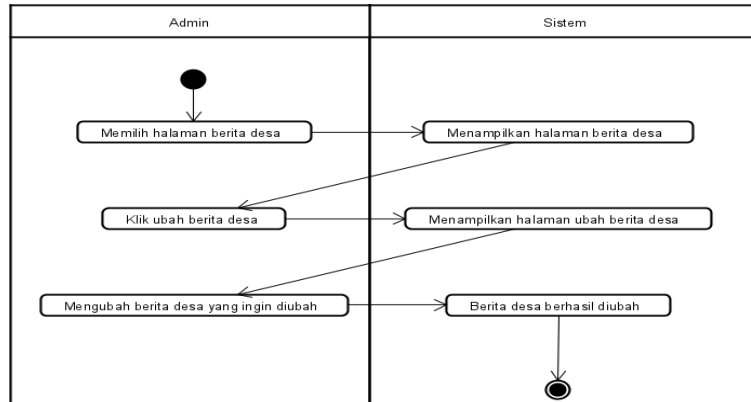 Admin
Sistem
Memilih halaman berita desa
Menampilkan halaman berita desa
Klik ubah berita desa
Menampilkan halaman ubah berita desa
Mengubah berita desa yang ingin diubah
Berita desa berhasil diubah